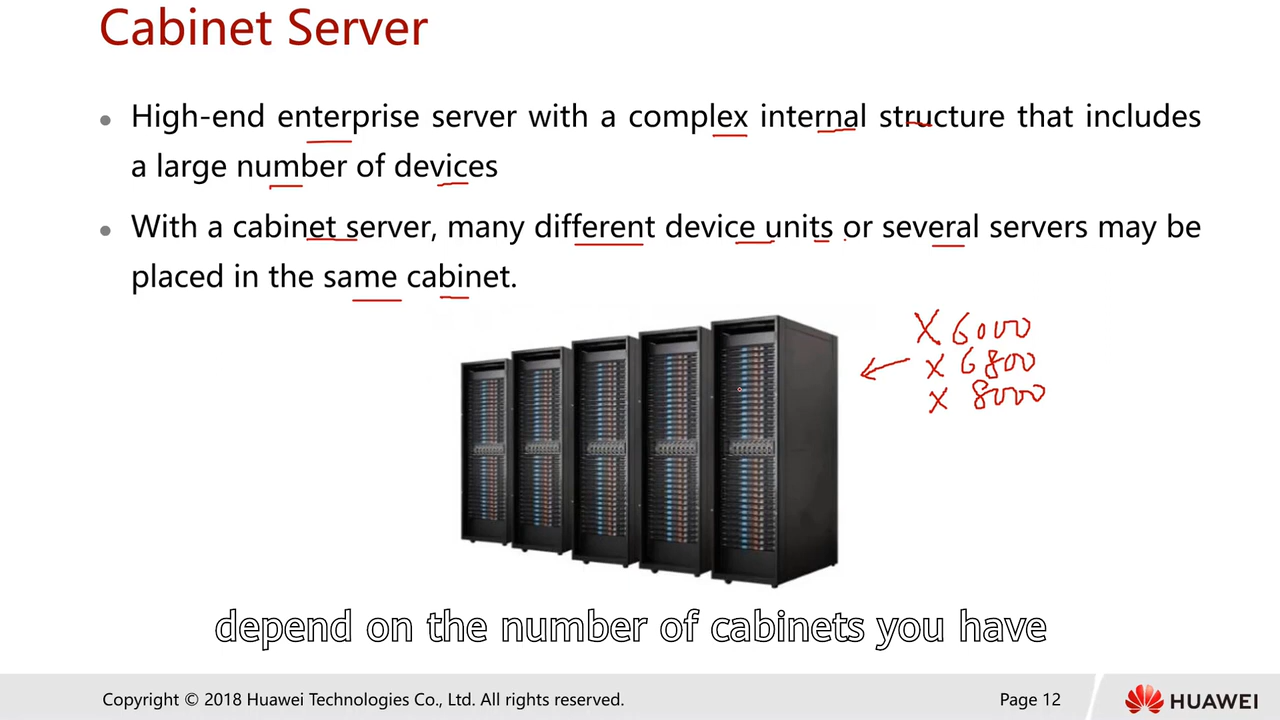 Cabinet Server
• High-end enterprise server with a complex internal structure that includes
a large number of devices
• With a cabinet server, many different device units or several servers may be
placed in the same cabinet.
X6000
X 6800
X 8000
depend on the number of cabinets you have
Copyright © 2018 Huawei Technologies Co., Ltd. All rights reserved.
Page 12
HUAWEI